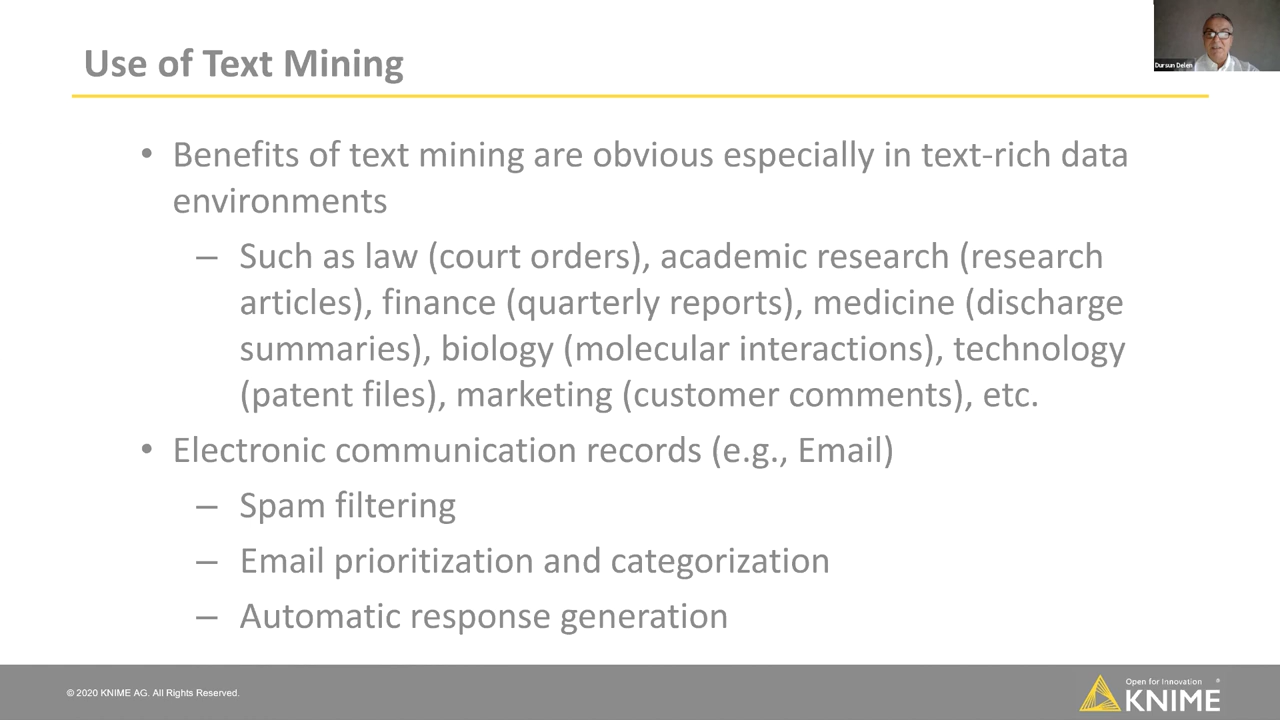 Use of Text Mining
Dursun Delen
• Benefits of text mining are obvious especially in text-rich data
environments
– Such as law (court orders), academic research (research
articles), finance (quarterly reports), medicine (discharge
summaries), biology (molecular interactions), technology
(patent files), marketing (customer comments), etc.
• Electronic communication records (e.g., Email)
– Spam filtering
– Email prioritization and categorization
– Automatic response generation
© 2020 KNIME AG. All Rights Reserved.
Open for Innovation ®
KNIME